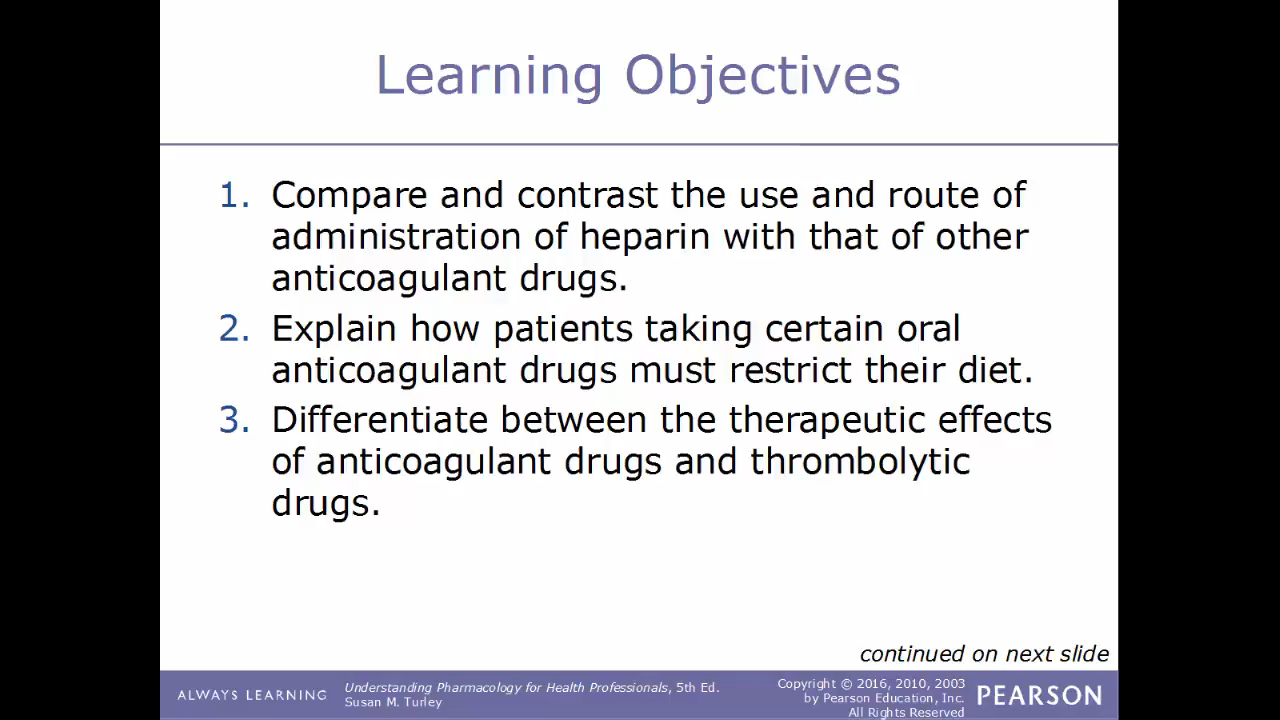 Learning Objectives
1. Compare and contrast the use and route of
administration of heparin with that of other
anticoagulant drugs.
2. Explain how patients taking certain oral
anticoagulant drugs must restrict their diet.
3. Differentiate between the therapeutic effects
of anticoagulant drugs and thrombolytic
drugs.
continued on next slide
ALWAYS LEARNING
Understanding Pharmacology for Health Professionals, 5th Ed.
Susan M. Turley
Copyright © 2016, 2010, 2003
by Pearson Education, Inc.
All Rights Reserved
PEARSON